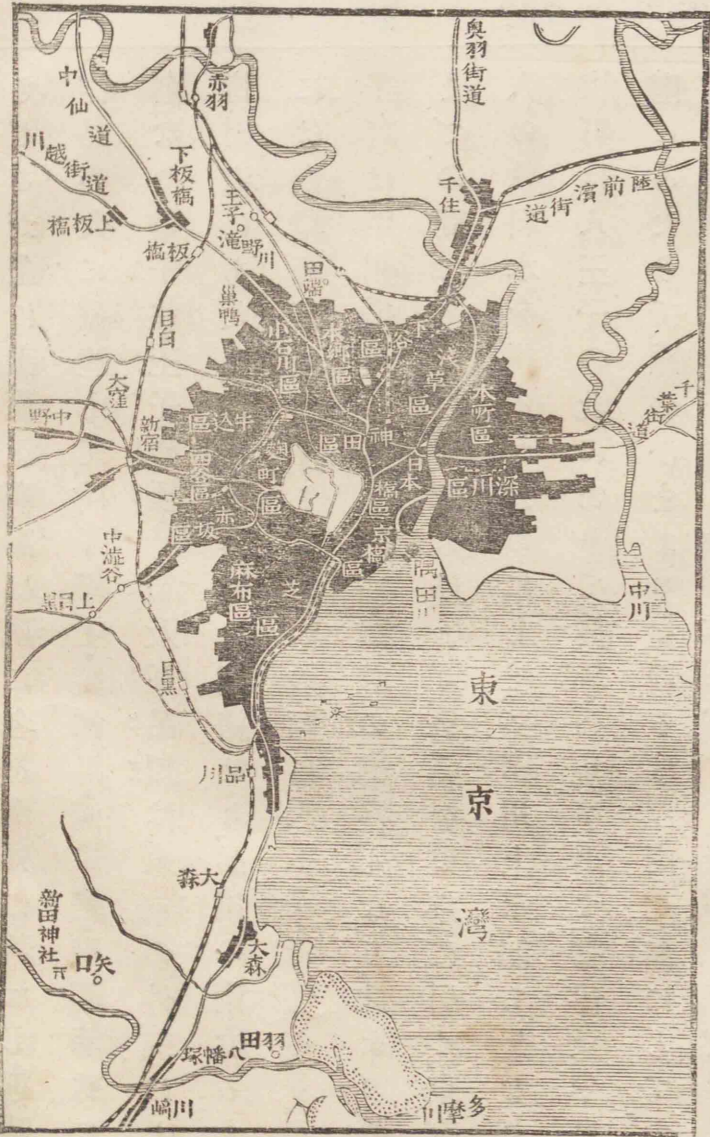 奥羽街道
赤羽
中仙道
川越街道
下板橋
上板橋
板橋
王子
滝野川
田端
千住
陸前濱街道
巣鴨
目白
大窪
中野
新宿
小石川區
本郷區
下谷區
淺草區
本所區
千葉街道
牛込區
四谷區
麹町區
神田區
日本橋區
深川區
赤坂區
京橋區
麻布區
芝區
隅田川
中川
中澁谷
上目黒
目黒
品川
東京灣
大森
大森
新田神社
矢口
羽田
八幡塚
川崎
多摩川